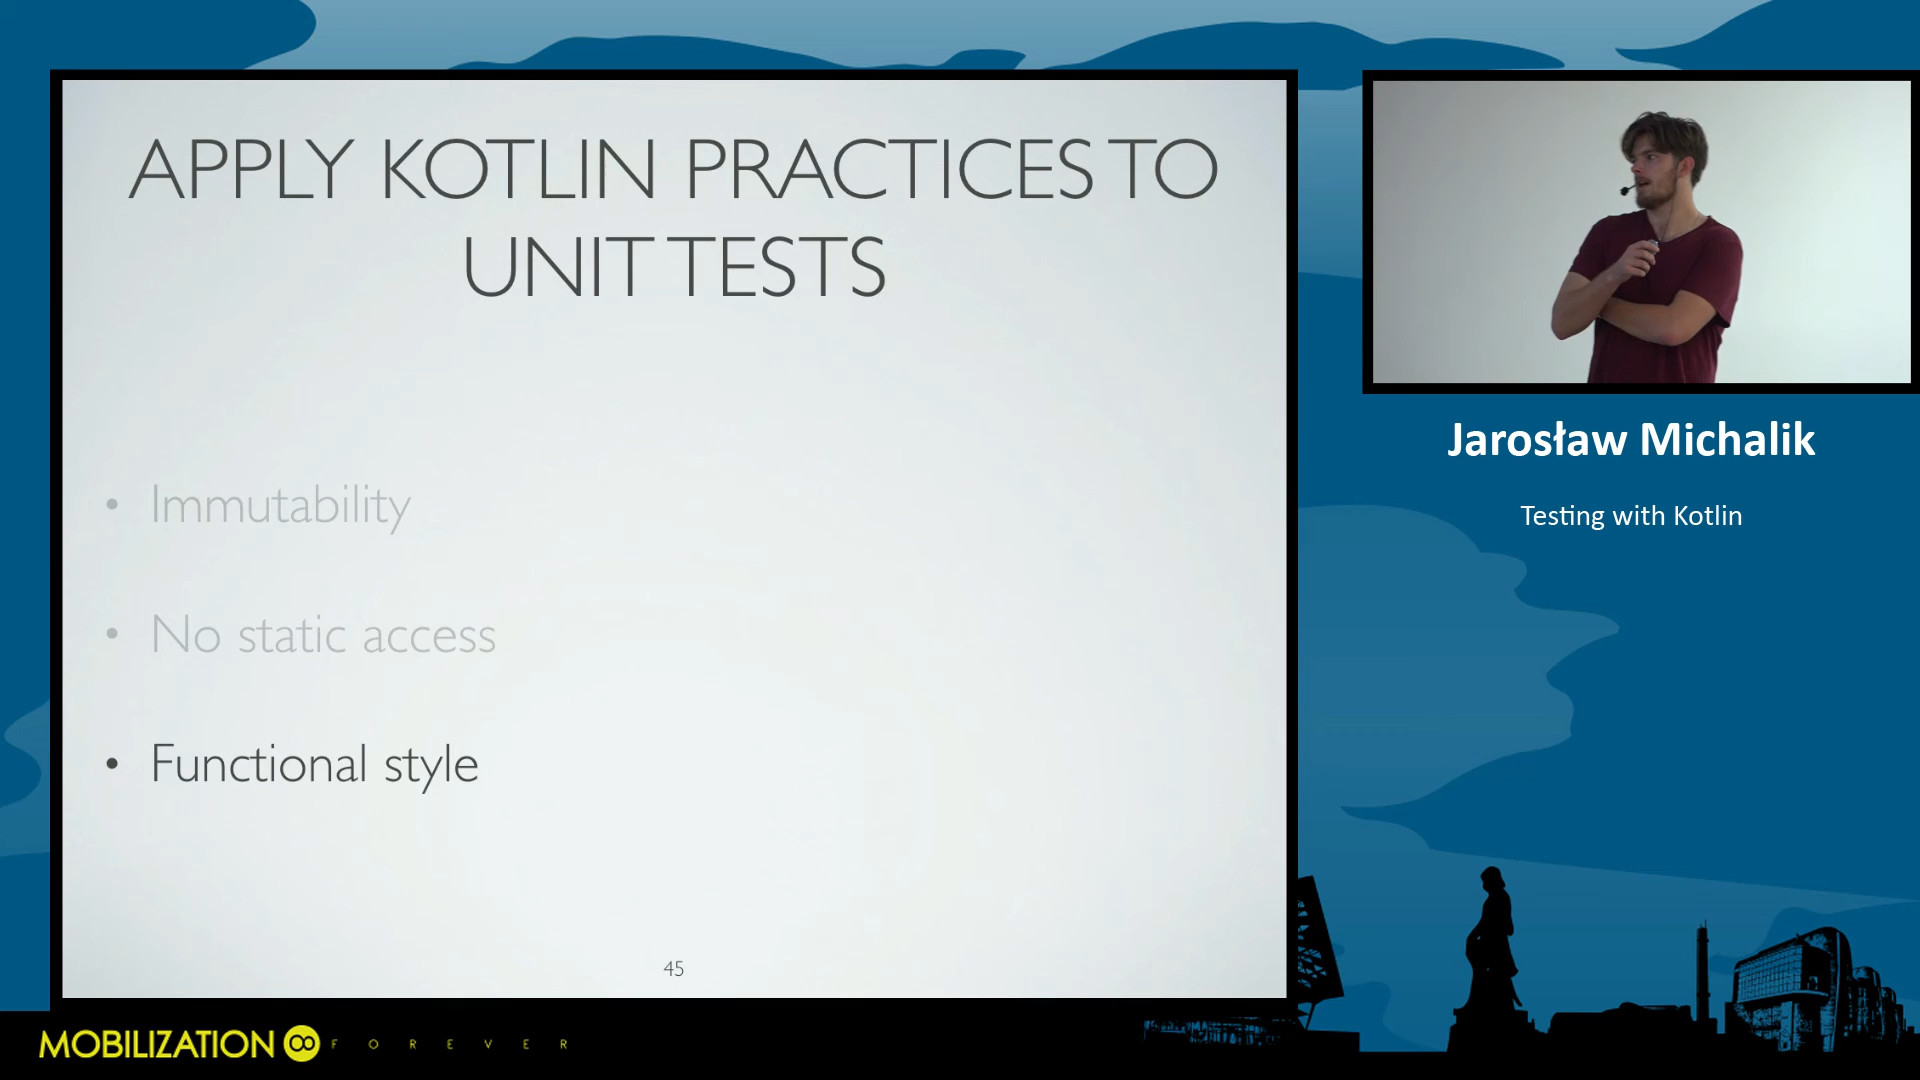 APPLY KOTLIN PRACTICES TO
UNIT TESTS
• Immutability
• No static access
• Functional style
45
Jarosław Michalik
Testing with Kotlin
MOBILIZATION
FOREVER